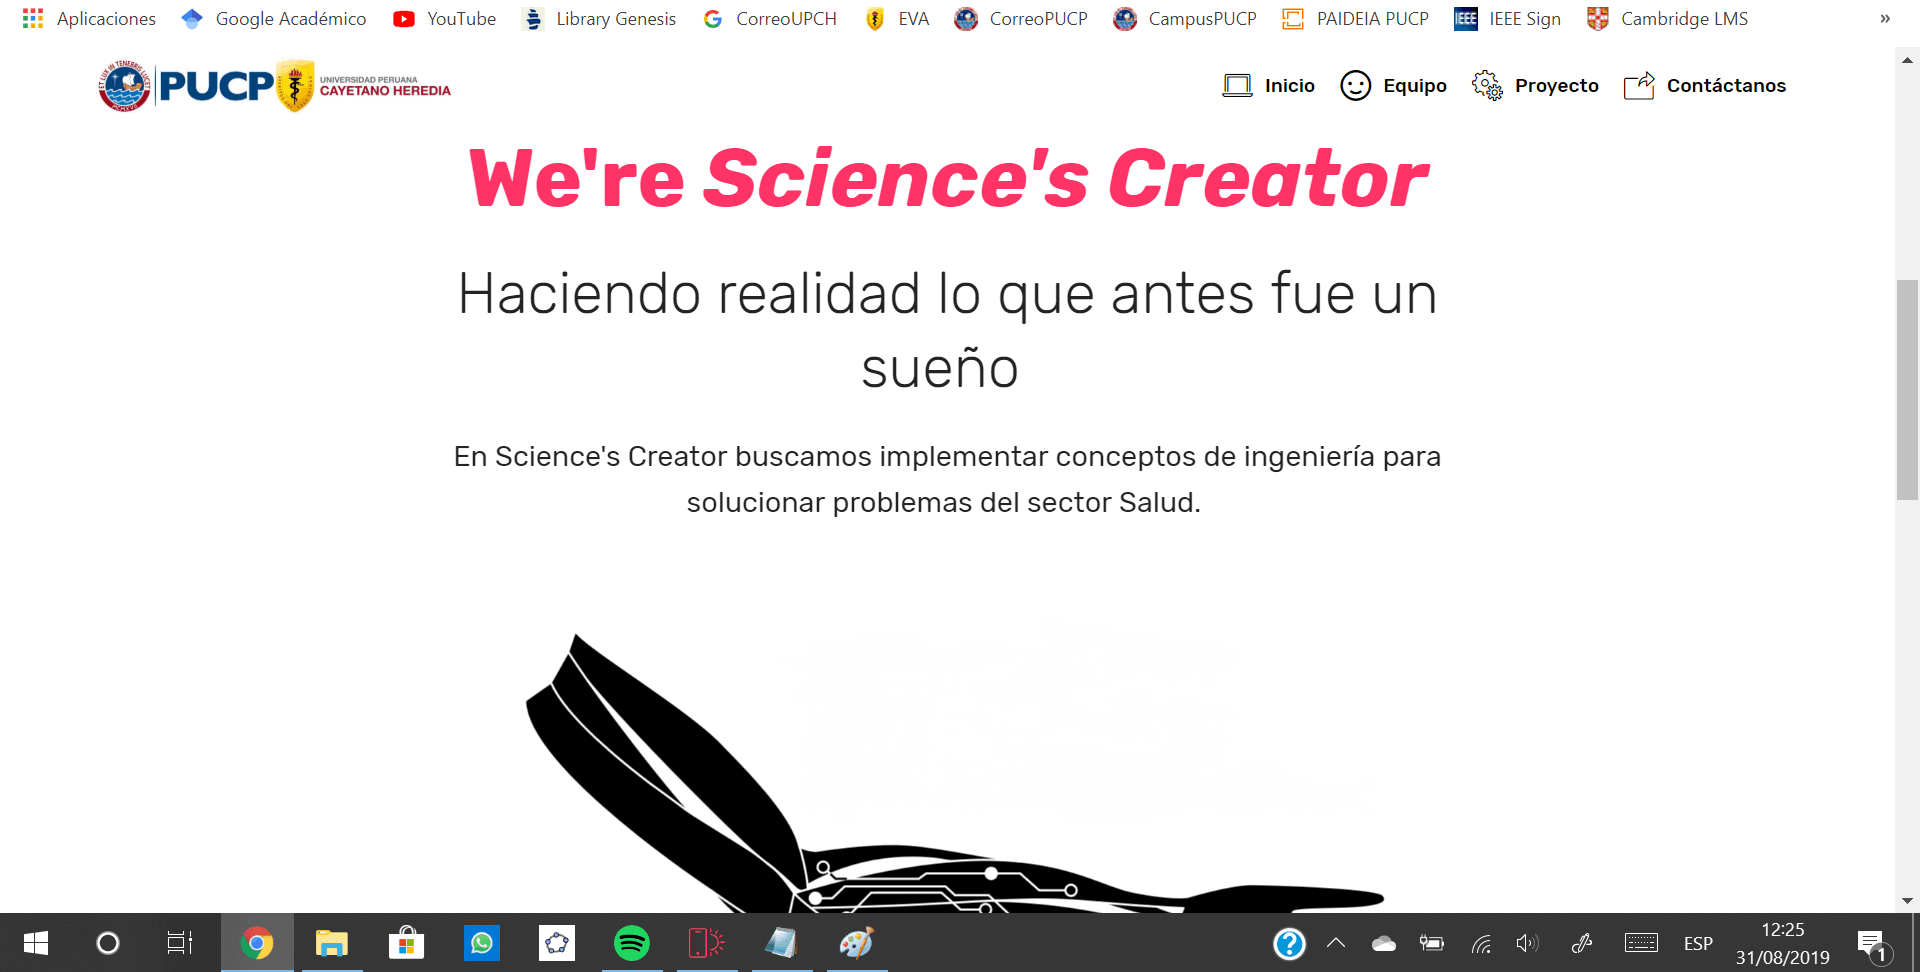 Aplicaciones Google Académico YouTube Library Genesis CorreoUPCH EVA CorreoPUCP CampusPUCP PAIDEIA PUCP IEEE IEEE Sign Cambridge LMS »
PUCP UNIVERSIDAD PERUANA
CAYETANO HEREDIA
Inicio Equipo Proyecto Contáctanos
We're Science's Creator
Haciendo realidad lo que antes fue un
sueño
En Science's Creator buscamos implementar conceptos de ingeniería para
solucionar problemas del sector Salud.
ESP
12:25
31/08/2019
1